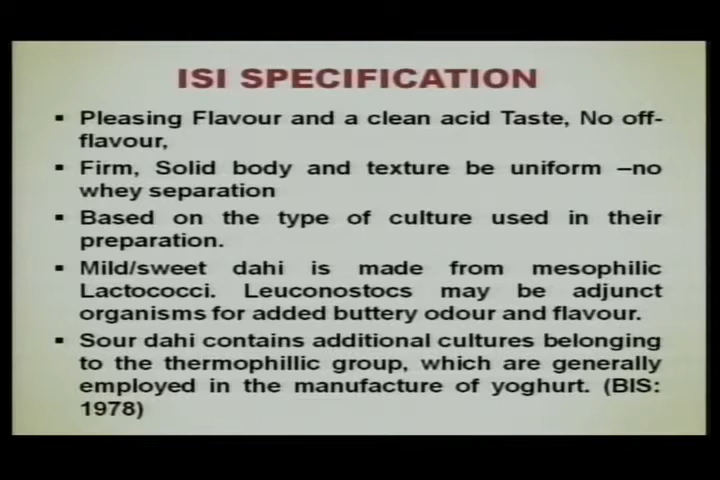 ISI SPECIFICATION
▪ Pleasing Flavour and a clean acid Taste, No off-
flavour,
▪ Firm, Solid body and texture be uniform –no
whey separation
▪ Based on the type of culture used in their
preparation.
▪ Mild/sweet dahi is made from mesophilic
Lactococci. Leuconostocs may be adjunct
organisms for added buttery odour and flavour.
▪ Sour dahi contains additional cultures belonging
to the thermophillic group, which are generally
employed in the manufacture of yoghurt. (BIS:
1978)